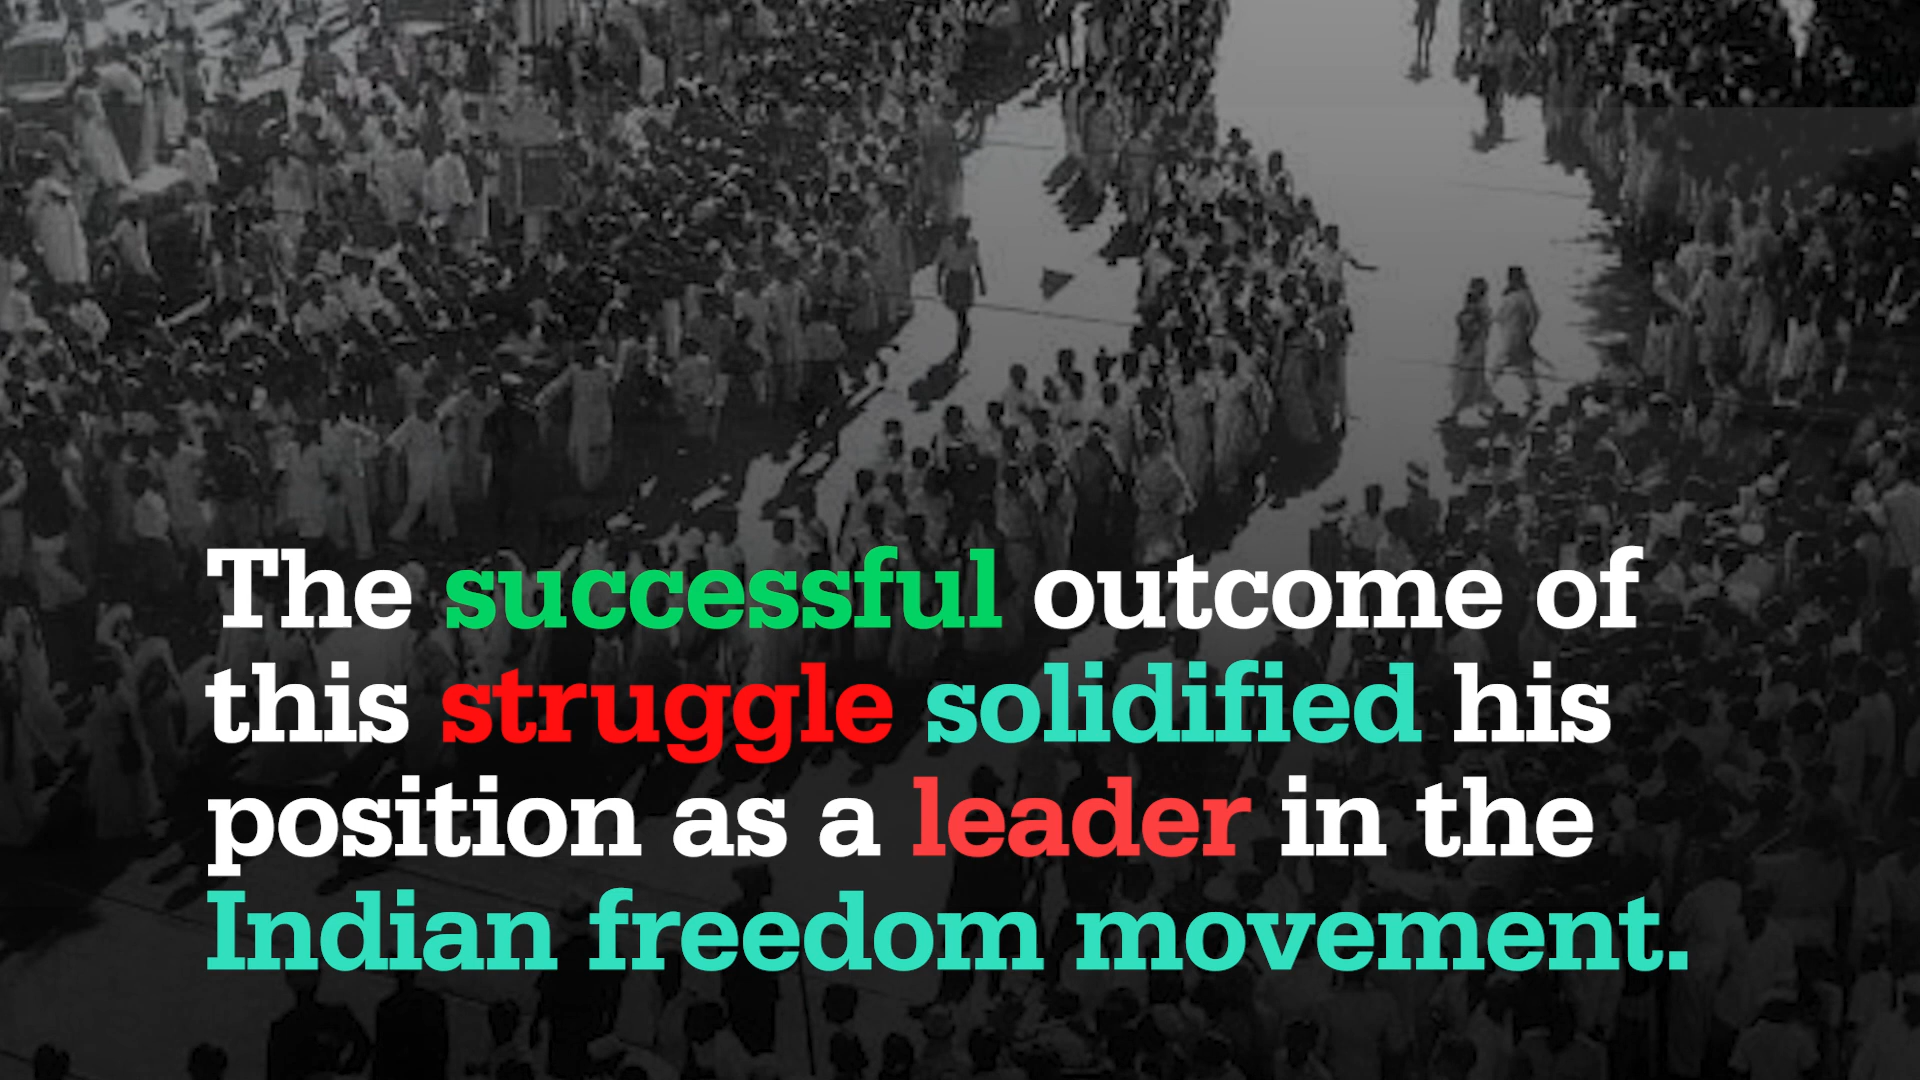 The successful outcome of
this struggle solidified his
position as a leader in the
Indian freedom movement.